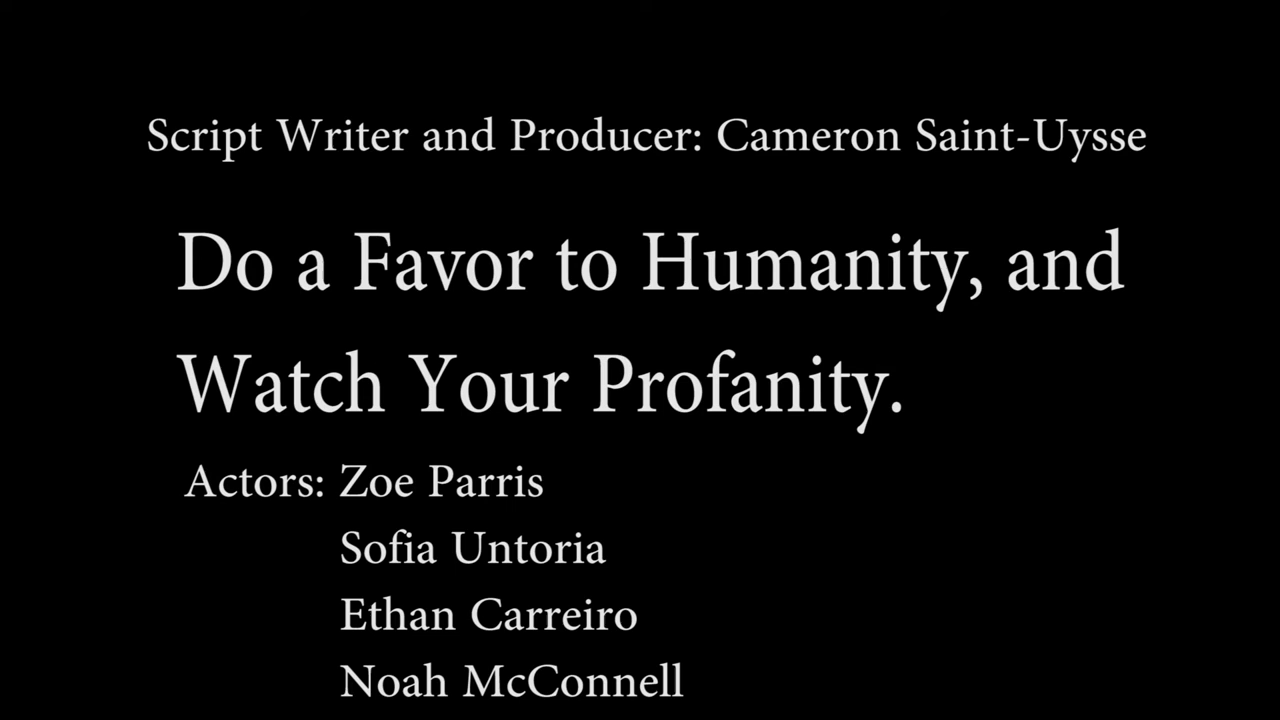 Script Writer and Producer: Cameron Saint-Uysse
Do a Favor to Humanity, and
Watch Your Profanity.
Actors: Zoe Parris
Sofia Untoria
Ethan Carreiro
Noah McConnell